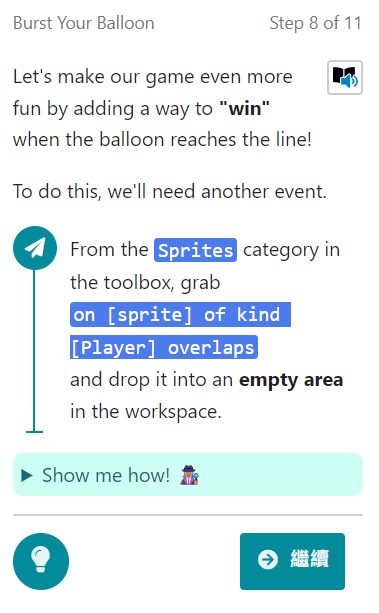 Burst Your Balloon
Step 8 of 11
Let's make our game even more
fun by adding a way to "win"
when the balloon reaches the line!
To do this, we'll need another event.
From the Sprites category in
the toolbox, grab
on [sprite] of kind
[Player] overlaps
and drop it into an empty area
in the workspace.
Show me how!
繼續